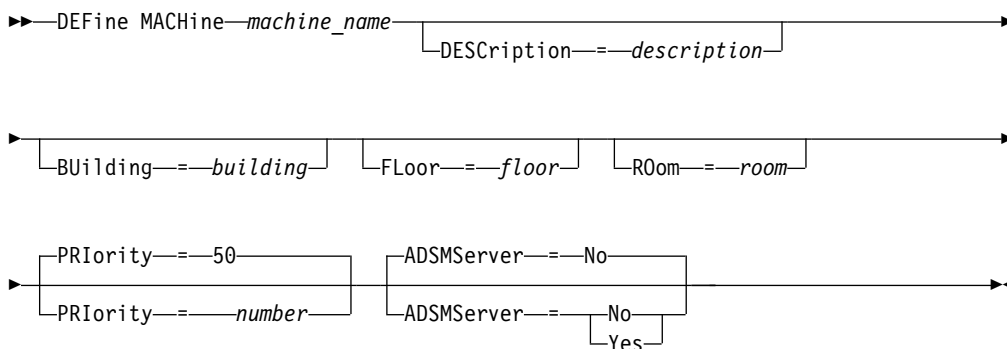 DEFine MACHine machine_name
DESCription = description
BUilding = building FLoor = floor ROom = room
PRIority = 50 ADSMServer = No
PRIority = number ADSMServer = No
Yes